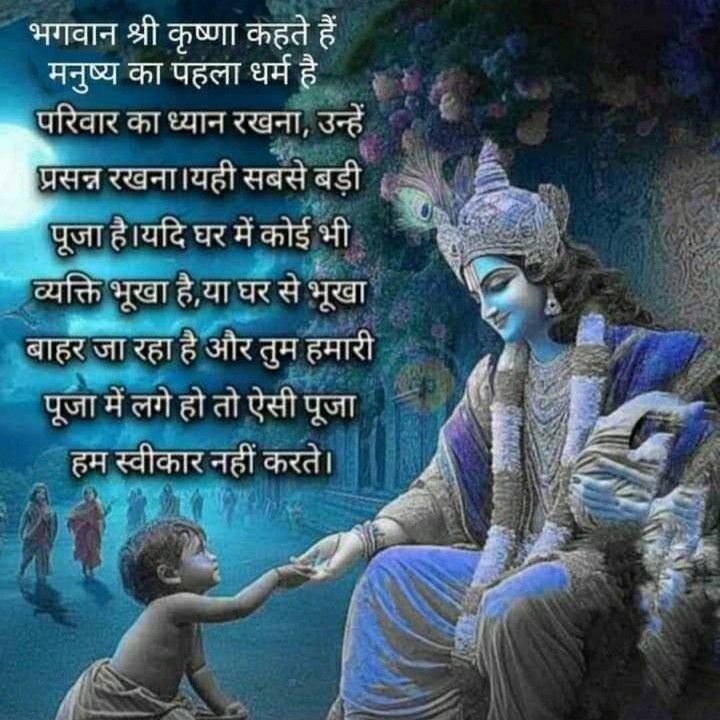 भगवान श्री कृष्णा कहते हैं
मनुष्य का पहला धर्म है
परिवार का ध्यान रखना, उन्हें
प्रसन्न रखना।यही सबसे बड़ी
पूजा है।यदि घर में कोई भी
व्यक्ति भूखा है,या घर से भूखा
बाहर जा रहा है और तुम हमारी
पूजा में लगे हो तो ऐसी पूजा
हम स्वीकार नहीं करते।